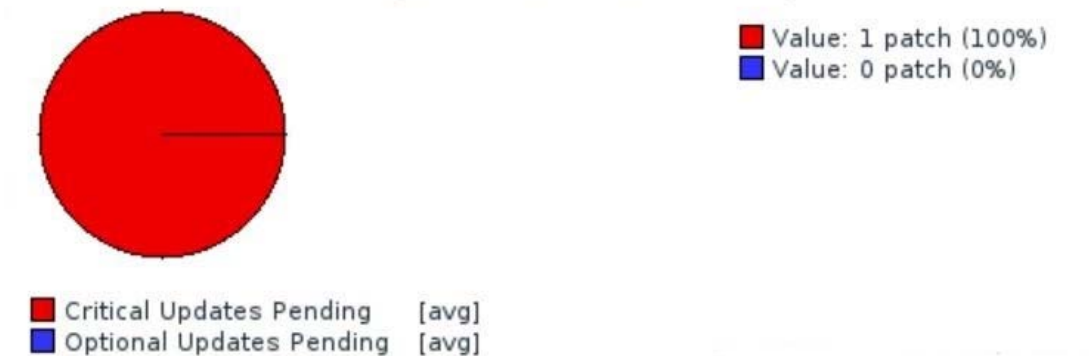 Value: 1 patch (100%)
Value: 0 patch (0%)
Critical Updates Pending [avg]
Optional Updates Pending [avg]